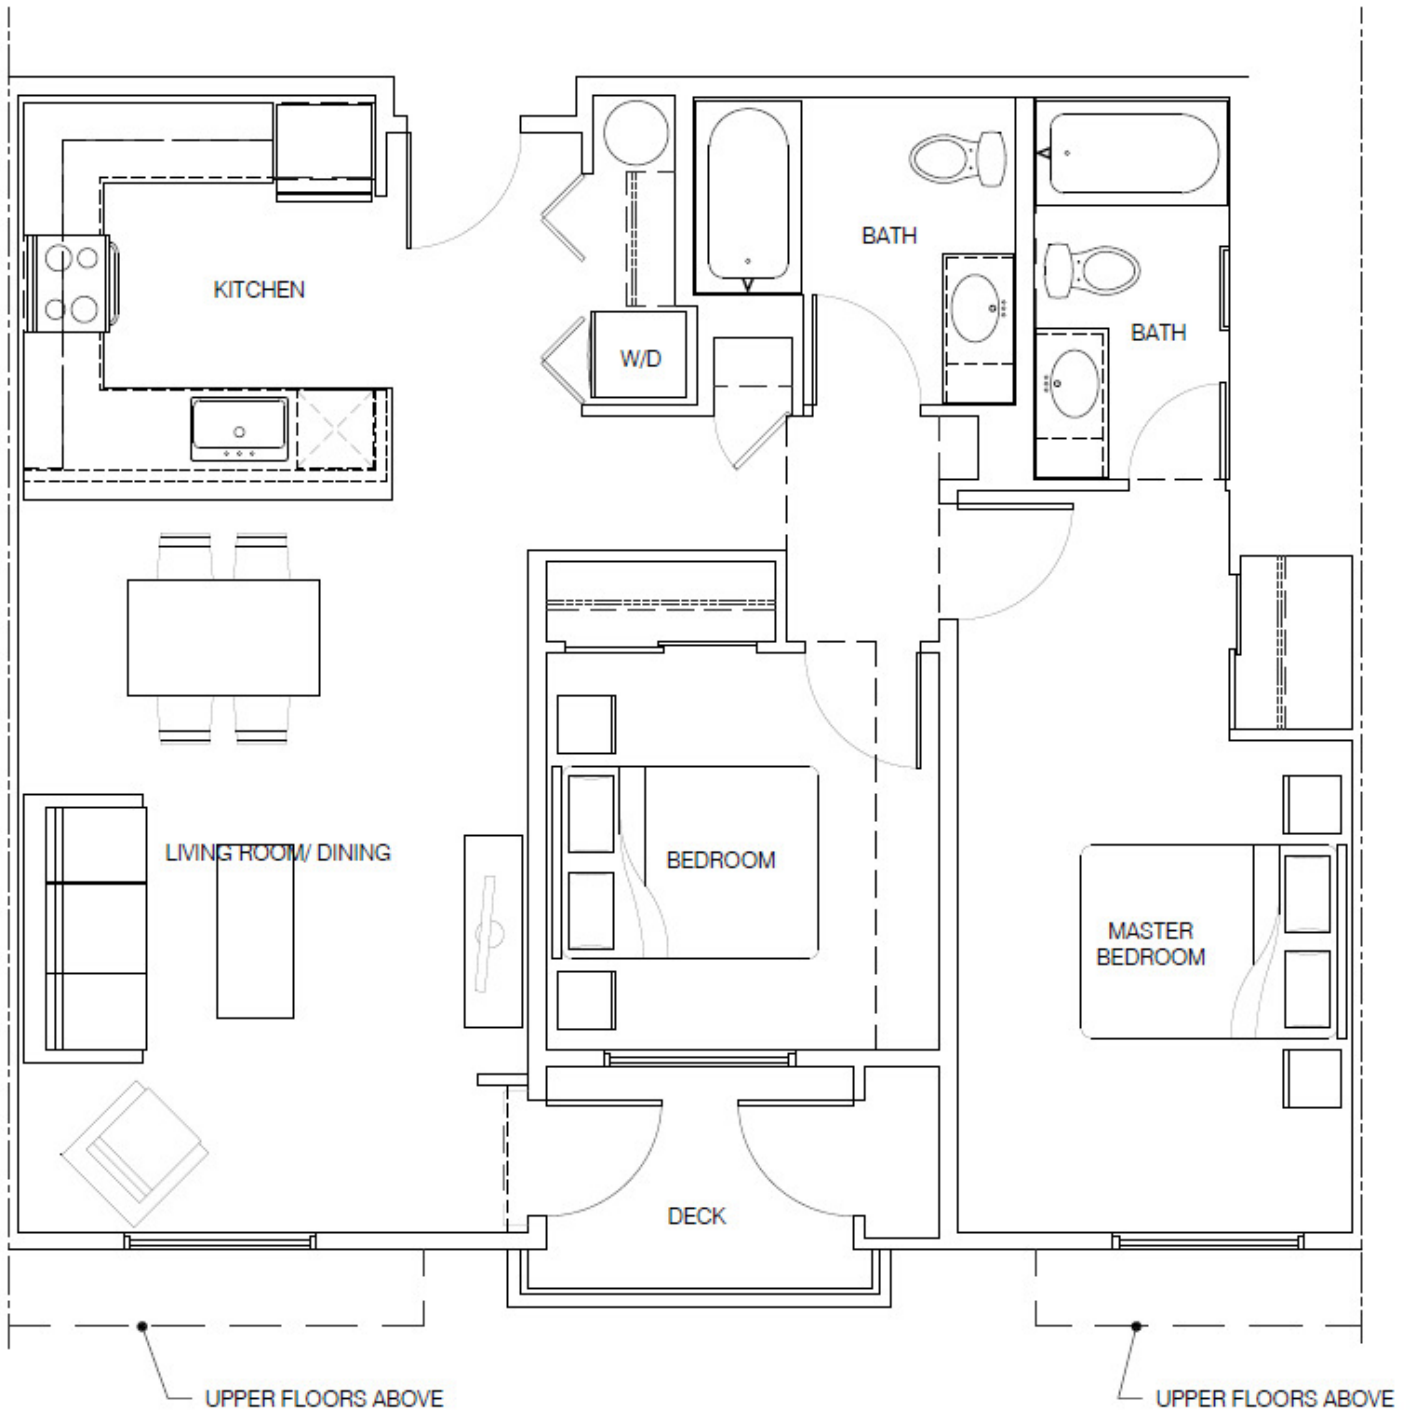 BATH
KITCHEN
BATH
W/D
LIVING ROOM/ DINING
BEDROOM
MASTER
BEDROOM
DECK
UPPER FLOORS ABOVE
UPPER FLOORS ABOVE